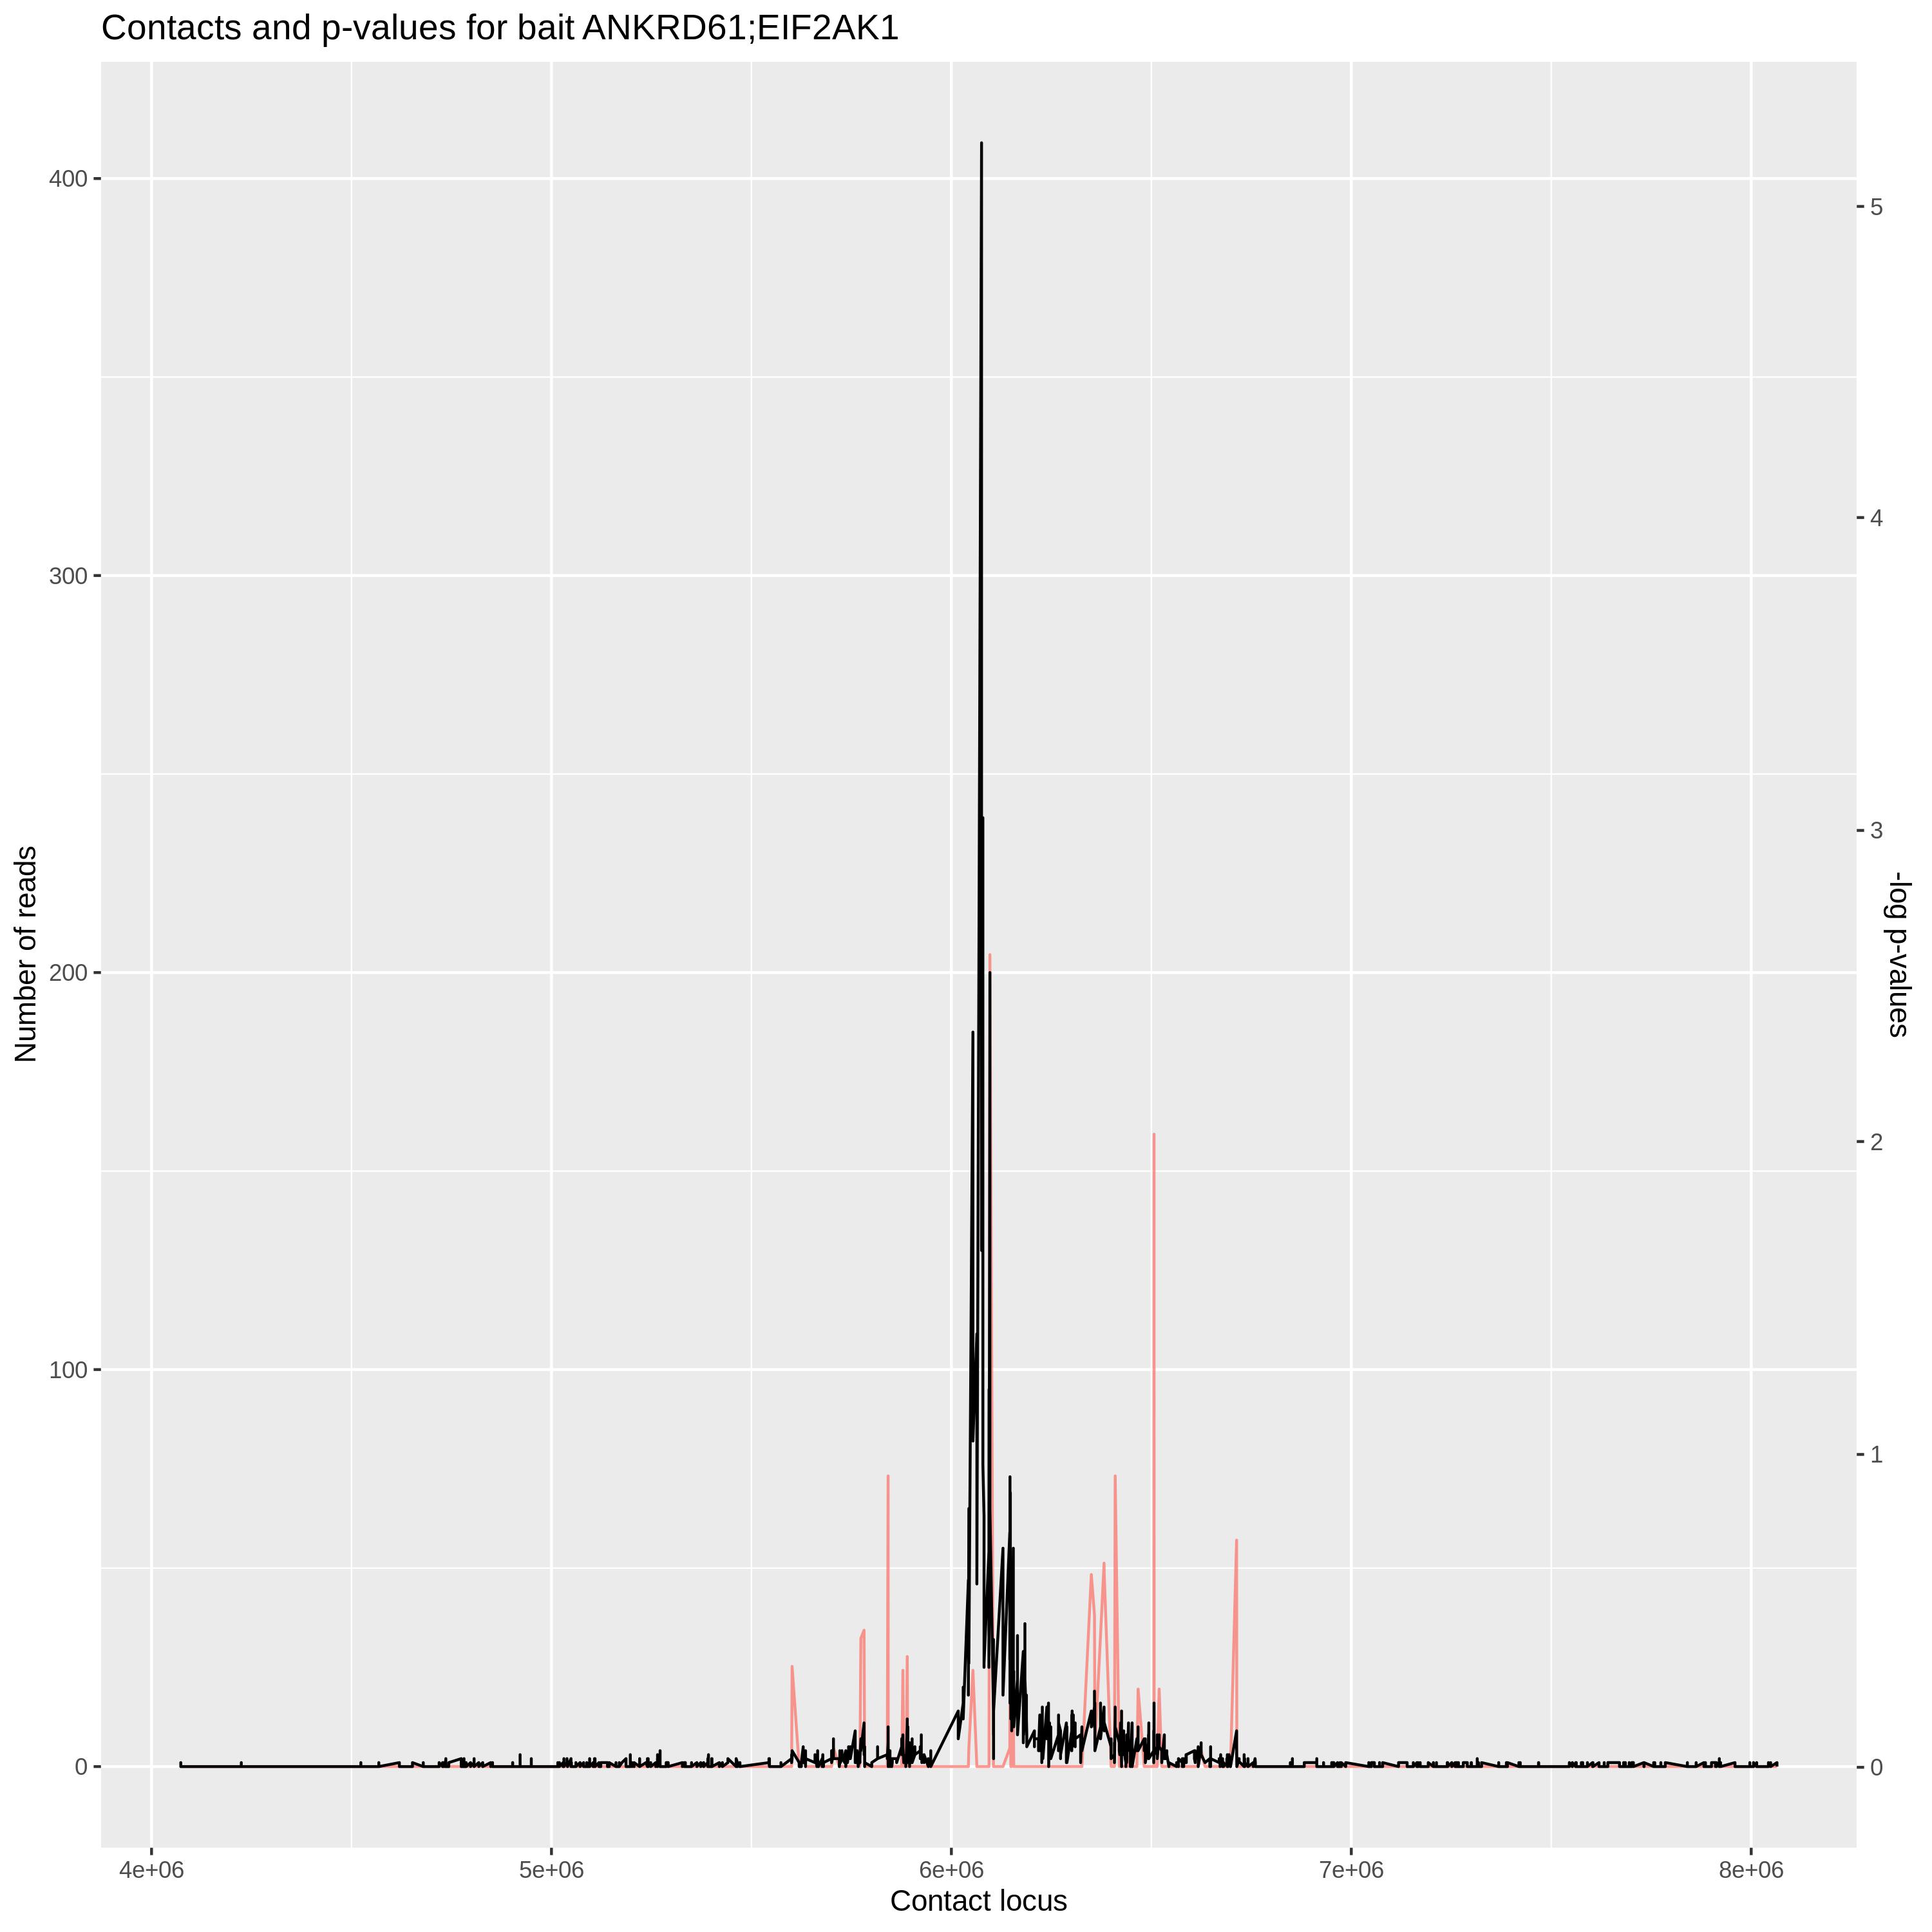 Contacts and p-values for bait ANKRD61;EIF2AK1
400
300
200
100
0
Number of reads
5
4
3
2
1
0
-log p-values
4e+06
5e+06
6e+06
7e+06
8e+06
Contact locus